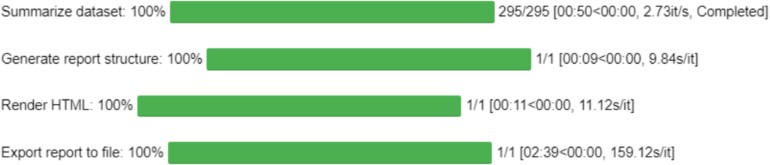 Summarize dataset: 100% 295/295 [00:50<00:00, 2.73it/s, Completed]
Generate report structure: 100% 1/1 [00:09<00:00, 9.84s/it]
Render HTML: 100% 1/1 [00:11<00:00, 11.12s/it]
Export report to file: 100% 1/1 [02:39<00:00, 159.12s/it]